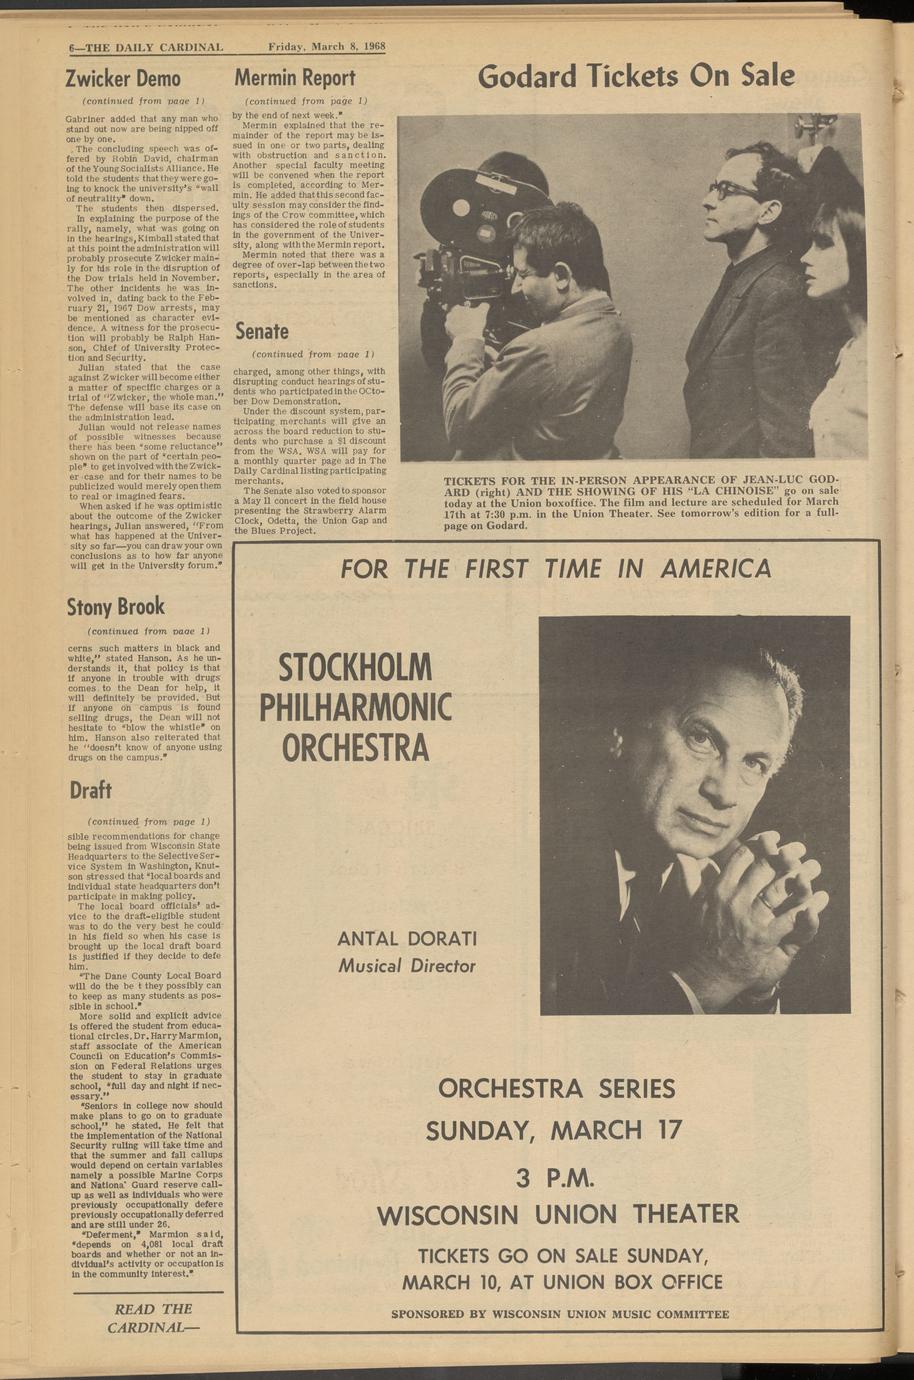 6—THE DAILY CARDINAL Friday, March 8, 1968
Zwicker Demo
(continued from page 1)
Gabriner added that any man who
stand out now are being nipped off
one by one.
The concluding speech was of-
fered by Robin David, chairman
of the Young Socialists Alliance. He
told the students that they were go-
ing to knock the university's "wall
of neutrality" down.
The students then dispersed.
In explaining the purpose of the
rally, namely, what was going on
in the hearings, Kimball stated that
at this point the administration will
probably prosecute Zwicker main-
ly for his role in the disruption of
the Dow trials held in November.
The other incidents he was in-
volved in, dating back to the Feb-
ruary 21, 1967 Dow arrests, may
be mentioned as character evi-
dence. A witness for the prosecu-
tion will probably be Ralph Han-
son, Chief of University Protec-
tion and Security.
Julian stated that the case
against Zwicker will become either
a matter of specific charges or a
trial of "Zwicker, the whole man."
The defense will base its case on
the administration lead.
Julian would not release names
of possible witnesses because
there has been "some reluctance"
shown on the part of "certain peo-
ple" to get involved with the Zwick-
er case and for their names to be
publicized would merely open them
to real or imagined fears.
When asked if he was optimistic
about the outcome of the Zwicker
hearings, Julian answered, "From
what has happened at the Univer-
sity so far—you can draw your own
conclusions as to how far anyone
will get in the University forum."
Stony Brook
(continued from page 1)
cerns such matters in black and
white," stated Hanson. As he un-
derstands it, that policy is that
if anyone in trouble with drugs
comes to the Dean for help, it
will definitely be provided. But
if anyone on campus is found
selling drugs, the Dean will not
hesitate to "blow the whistle" on
him. Hanson also reiterated that
he "doesn't know of anyone using
drugs on the campus."
Draft
(continued from page 1)
sible recommendations for change
being issued from Wisconsin State
Headquarters to the Selective Ser-
vice System in Washington, Knut-
son stressed that "local boards and
individual state headquarters don't
participate in making policy.
The local board officials' ad-
vice to the draft-eligible student
was to do the very best he could
in his field so when his case is
brought up the local draft board
is justified if they decide to defe
him.
"The Dane County Local Board
will do the be t they possibly can
to keep as many students as pos-
sible in school."
More solid and explicit advice
is offered the student from educa-
tional circles. Dr. Harry Marmion,
staff associate of the American
Council on Education's Commis-
sion on Federal Relations urges
the student to stay in graduate
school, "full day and night if nec-
essary."
"Seniors in college now should
make plans to go on to graduate
school," he stated. He felt that
the implementation of the National
Security ruling will take time and
that the summer and fall callups
would depend on certain variables
namely a possible Marine Corps
and Nationa' Guard reserve call-
up as well as individuals who were
previously occupationally defere
previously occupationally deferred
and are still under 26.
"Deferment," Marmion said,
"depends on 4,081 local draft
boards and whether or not an in-
dividual's activity or occupation is
in the community interest."
READ THE
CARDINAL—
Mermin Report
(continued from page 1)
by the end of next week."
Mermin explained that the re-
mainder of the report may be is-
sued in one or two parts, dealing
with obstruction and sanction.
Another special faculty meeting
will be convened when the report
is completed, according to Mer-
min. He added that this second fac-
ulty session may consider the find-
ings of the Crow committee, which
has considered the role of students
in the government of the Univer-
sity, along with the Mermin report.
Mermin noted that there was a
degree of over-lap between the two
reports, especially in the area of
sanctions.
Senate
(continued from page 1)
charged, among other things, with
disrupting conduct hearings of stu-
dents who participated in the OCto-
ber Dow Demonstration.
Under the discount system, par-
ticipating merchants will give an
across the board reduction to stu-
dents who purchase a $1 discount
from the WSA. WSA will pay for
a monthly quarter page ad in The
Daily Cardinal listing participating
merchants.
The Senate also voted to sponsor
a May 11 concert in the field house
presenting the Strawberry Alarm
Clock, Odetta, the Union Gap and
the Blues Project.
Godard Tickets On Sale
TICKETS FOR THE IN-PERSON APPEARANCE OF JEAN-LUC GOD-
ARD (right) AND THE SHOWING OF HIS "LA CHINOISE" go on sale
today at the Union boxoffice. The film and lecture are scheduled for March
17th at 7:30 p.m. in the Union Theater. See tomorrow's edition for a full-
page on Godard.
FOR THE FIRST TIME IN AMERICA
STOCKHOLM
PHILHARMONIC
ORCHESTRA
ANTAL DORATI
Musical Director
ORCHESTRA SERIES
SUNDAY, MARCH 17
3 P.M.
WISCONSIN UNION THEATER
TICKETS GO ON SALE SUNDAY,
MARCH 10, AT UNION BOX OFFICE
SPONSORED BY WISCONSIN UNION MUSIC COMMITTEE